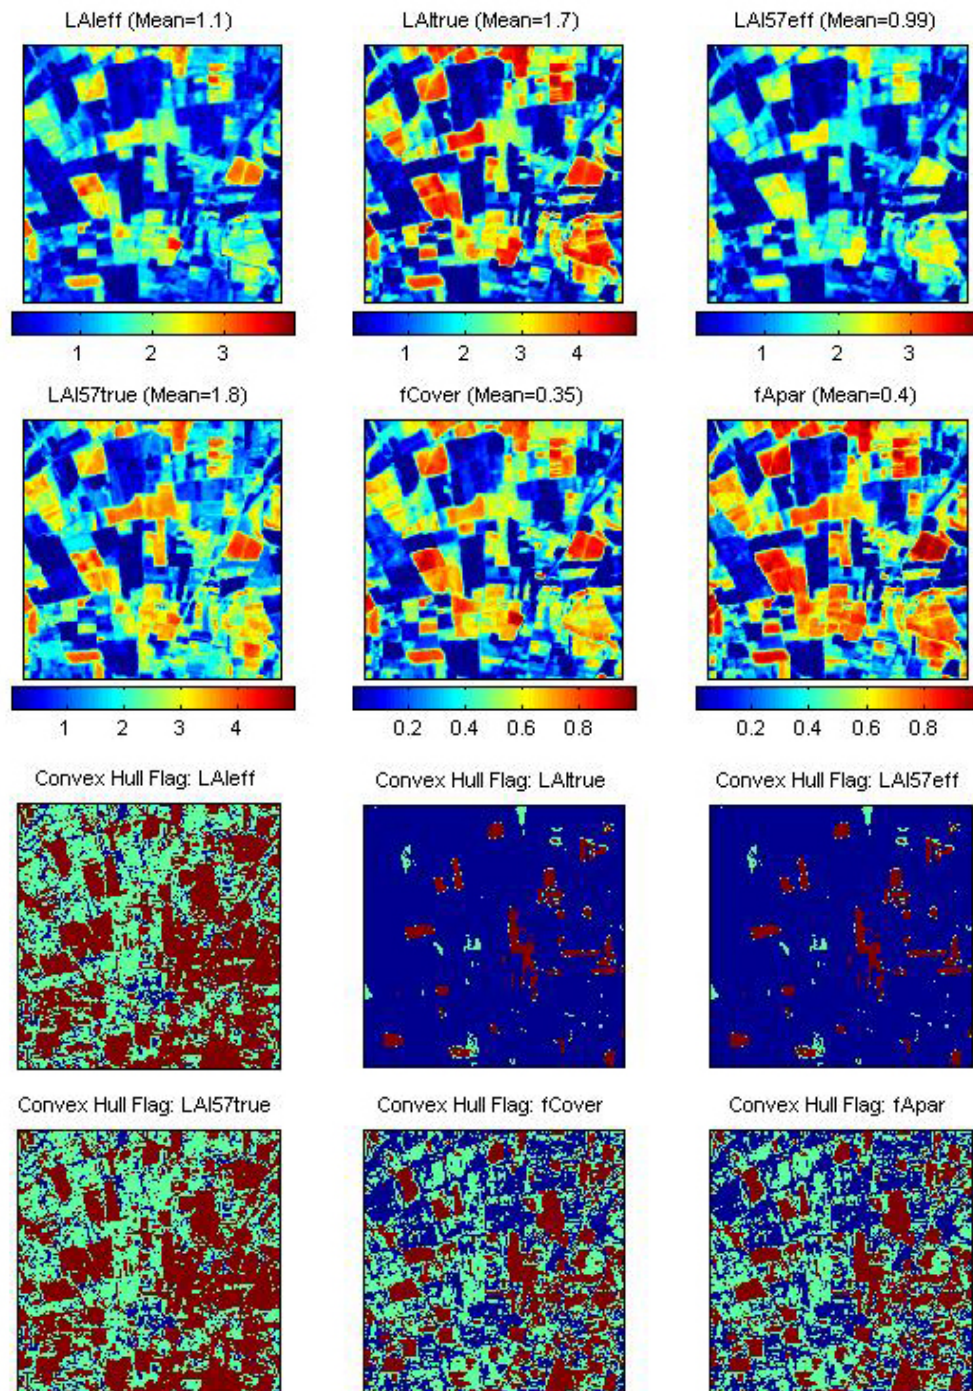 LAIeff (Mean=1.1) LAItrue (Mean=1.7) LAI57eff (Mean=0.99)
1 2 3 1 2 3 4 1 2 3
LAI57true (Mean=1.8) fCover (Mean=0.35) fApar (Mean=0.4)
1 2 3 4 0.2 0.4 0.6 0.8 0.2 0.4 0.6 0.8
Convex Hull Flag: LAIeff Convex Hull Flag: LAItrue Convex Hull Flag: LAI57eff
Convex Hull Flag: LAI57true Convex Hull Flag: fCover Convex Hull Flag: fApar